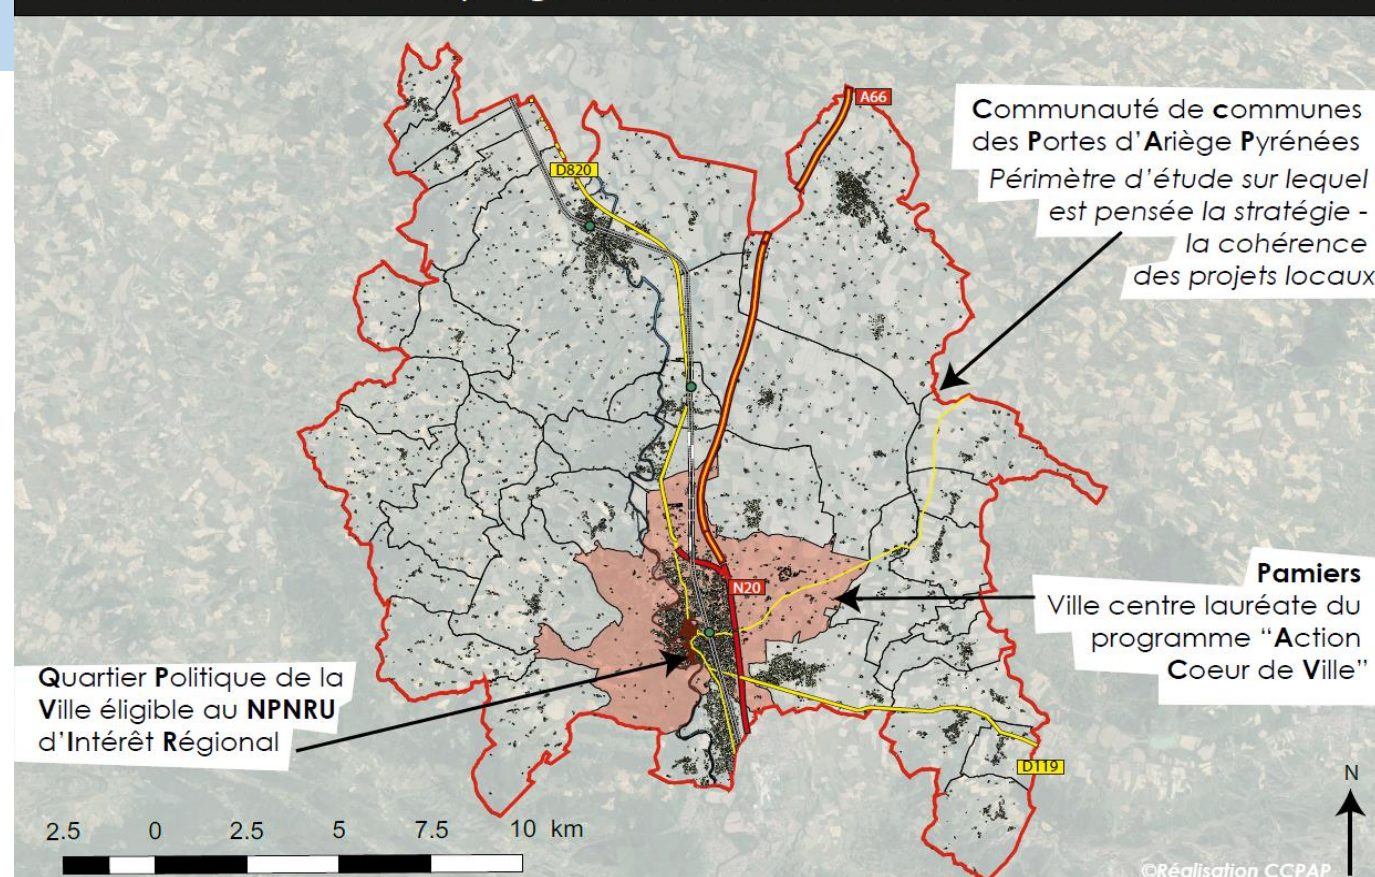 A66
Communauté de communes
des Portes d'Ariège Pyrénées
Périmètre d'étude sur lequel
est pensée la stratégie -
la cohérence
des projets locaux
D820
N20
Pamiers
Ville centre lauréate du
programme “Action
Coeur de Ville”
Quartier Politique de la
Ville éligible au NPNRU
d'Intérêt Régional
D119
N
2.5 0 2.5 5 7.5 10 km
©Réalisation CCPAP